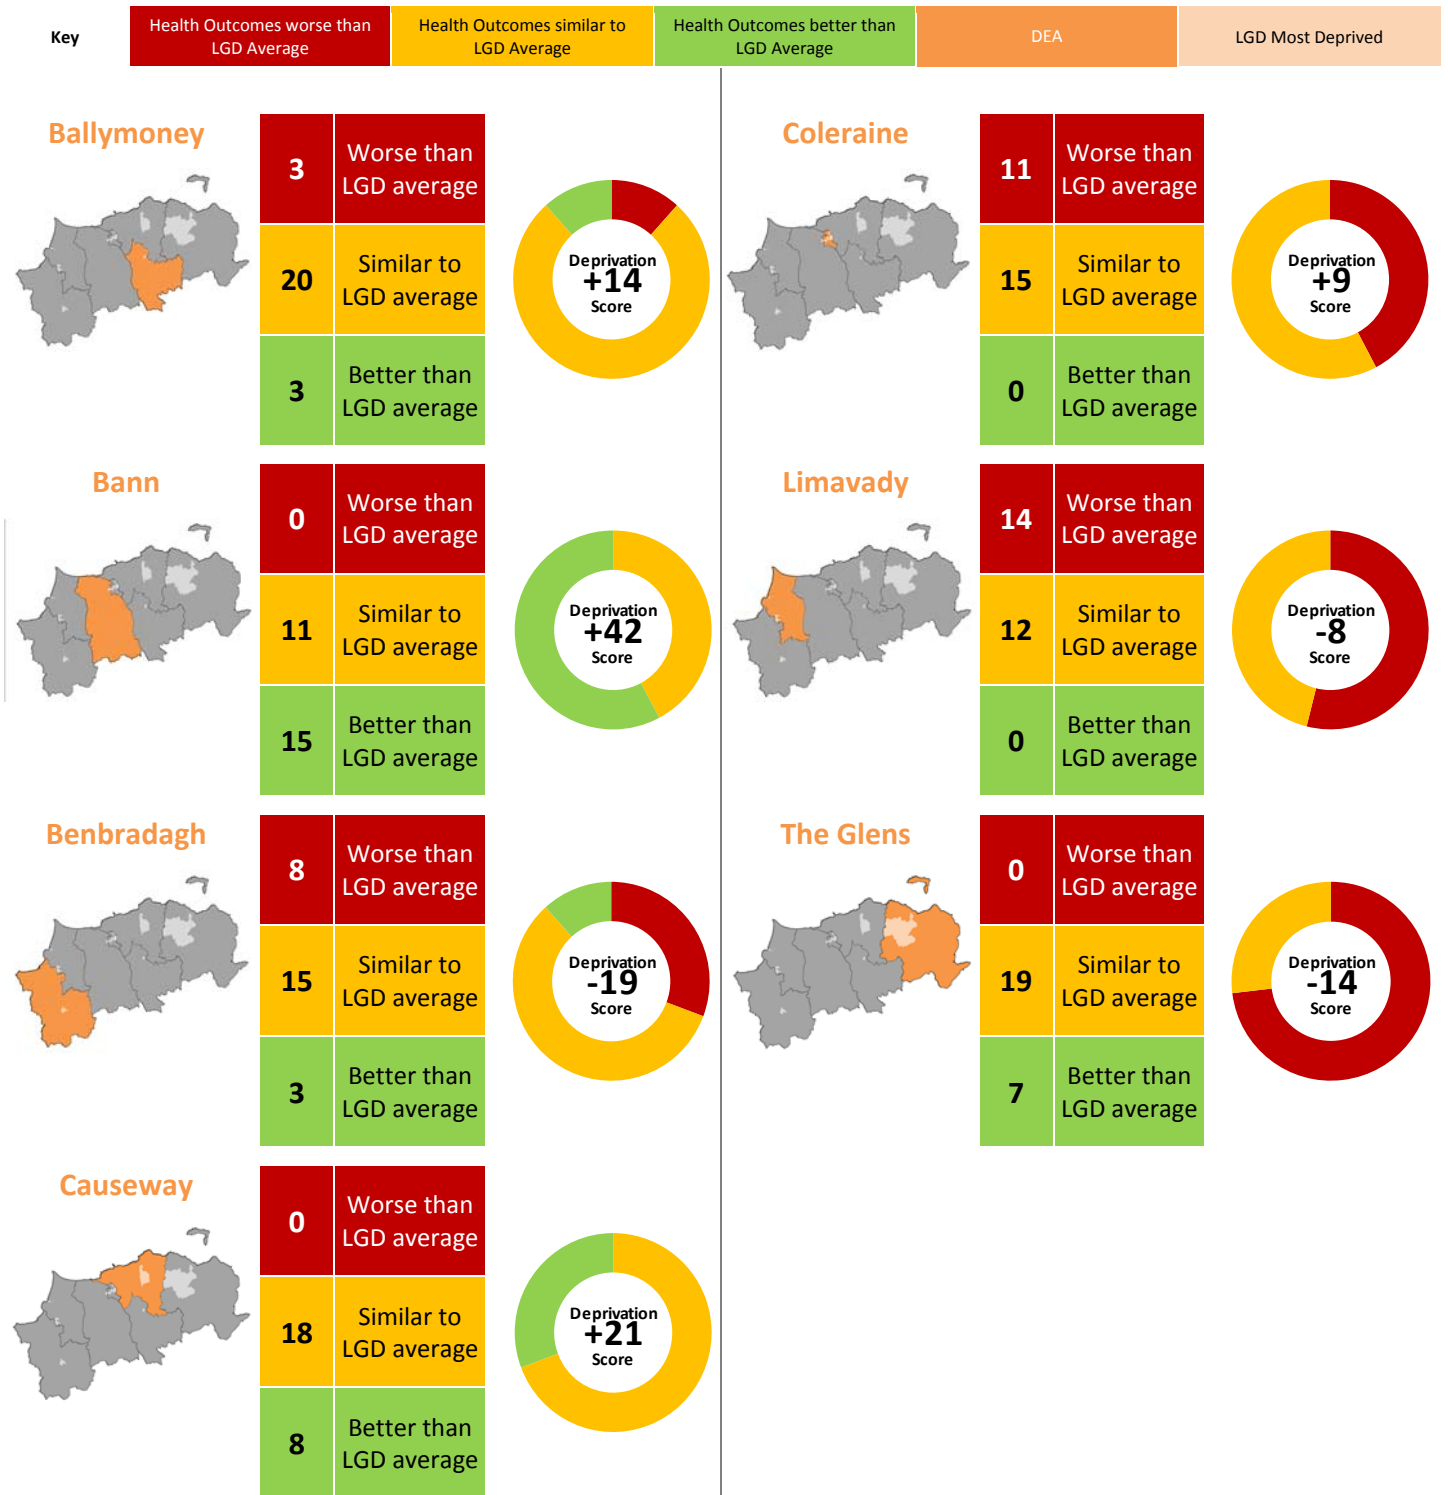 Key
Health Outcomes worse than
LGD Average
Health Outcomes similar to
LGD Average
Health Outcomes better than
LGD Average
DEA
LGD Most Deprived
Ballymoney
3
Worse than
LGD average
20
Similar to
LGD average
3
Better than
LGD average
Deprivation
+14
Score
Coleraine
11
Worse than
LGD average
15
Similar to
LGD average
0
Better than
LGD average
Deprivation
+9
Score
Bann
0
Worse than
LGD average
11
Similar to
LGD average
15
Better than
LGD average
Deprivation
+42
Score
Limavady
14
Worse than
LGD average
12
Similar to
LGD average
0
Better than
LGD average
Deprivation
-8
Score
Benbradagh
8
Worse than
LGD average
15
Similar to
LGD average
3
Better than
LGD average
Deprivation
-19
Score
The Glens
0
Worse than
LGD average
19
Similar to
LGD average
7
Better than
LGD average
Deprivation
-14
Score
Causeway
0
Worse than
LGD average
18
Similar to
LGD average
8
Better than
LGD average
Deprivation
+21
Score